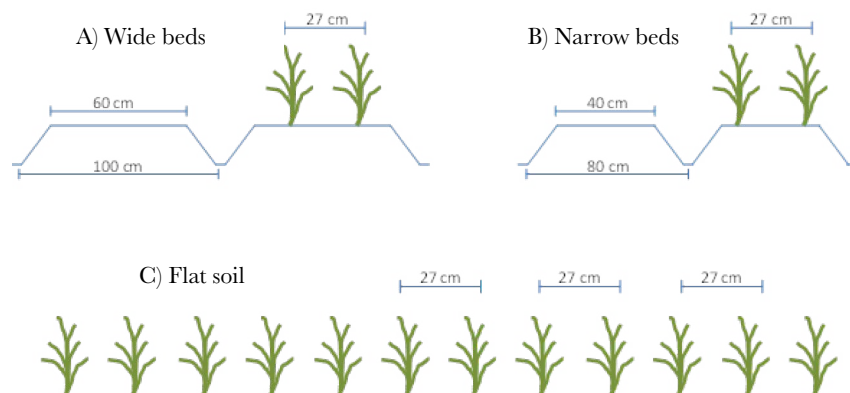 27 cm
A) Wide beds
60 cm
100 cm
27 cm
B) Narrow beds
40 cm
80 cm
C) Flat soil
27 cm
27 cm
27 cm